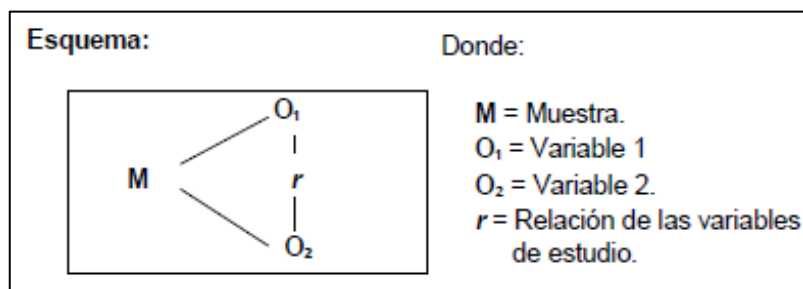 Esquema:
Donde:
O₁
M
r
O₂
M = Muestra.
O₁ = Variable 1
O₂ = Variable 2.
r = Relación de las variables
de estudio.